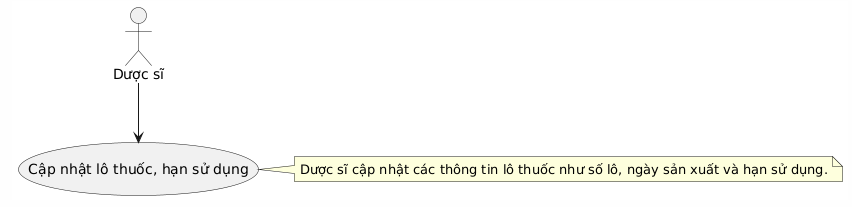 Dược sĩ
Cập nhật lô thuốc, hạn sử dụng
Dược sĩ cập nhật các thông tin lô thuốc như số lô, ngày sản xuất và hạn sử dụng.